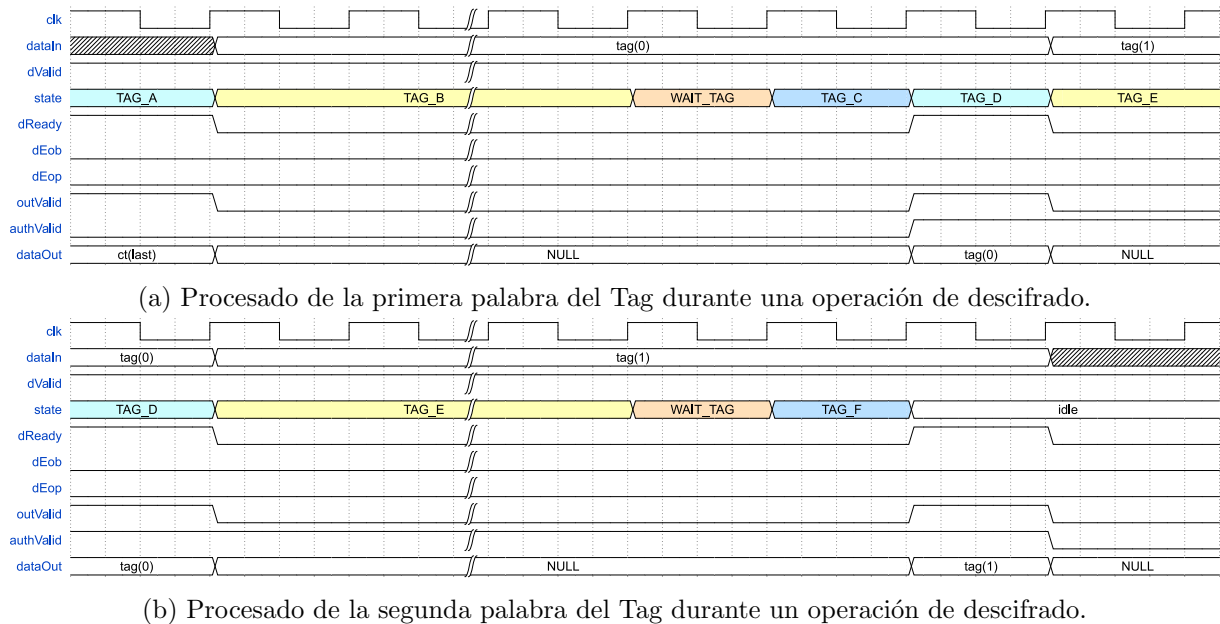 clk
dataIn tag(0) tag(1)
dValid
state TAG_A TAG_B WAIT_TAG TAG_C TAG_D TAG_E
dReady
dEob
dEop
outValid
authValid
dataOut ct(last) NULL tag(0) NULL
(a) Procesado de la primera palabra del Tag durante una operación de descifrado.
clk
dataIn tag(0) tag(1)
dValid
state TAG_D TAG_E WAIT_TAG TAG_F idle
dReady
dEob
dEop
outValid
authValid
dataOut tag(0) NULL tag(1) NULL
(b) Procesado de la segunda palabra del Tag durante un operación de descifrado.